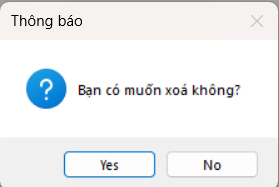 Thông báo
Bạn có muốn xoá không?
Yes
No